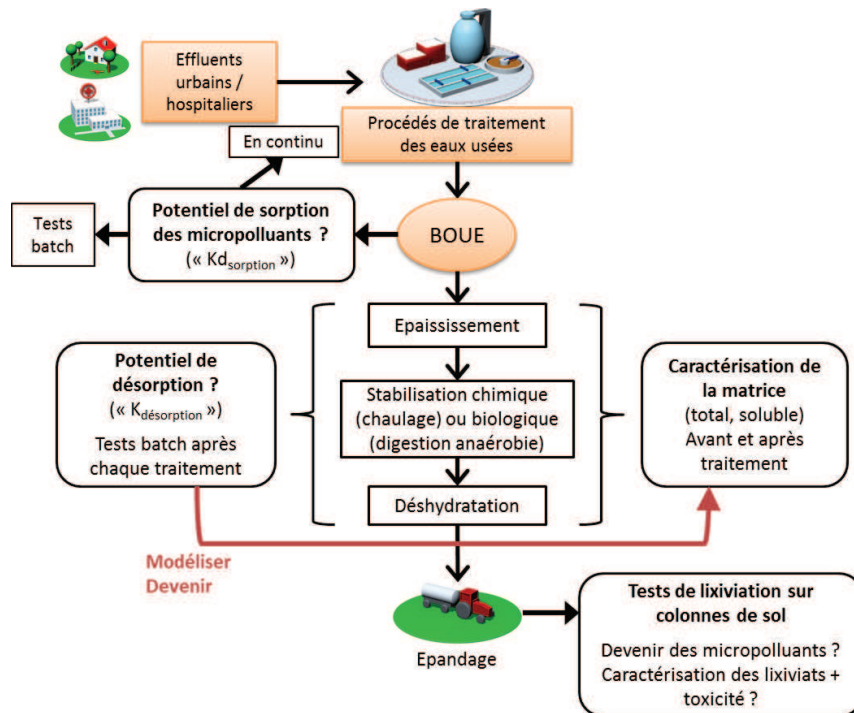 Effluents
urbains /
hospitaliers
Procédés de traitement
des eaux usées
En continu
Tests
batch
Potentiel de sorption
des micropolluants ?
(« Kdsorption »)
BOUE
Epaississement
Stabilisation chimique
(chaulage) ou biologique
(digestion anaérobie)
Déshydratation
Potentiel de
désorption ?
(« Kdésorption »)
Tests batch après
chaque traitement
Caractérisation de
la matrice
(total, soluble)
Avant et après
traitement
Modéliser
Devenir
Epandage
Tests de lixiviation sur
colonnes de sol
Devenir des micropolluants ?
Caractérisation des lixiviats +
toxicité ?